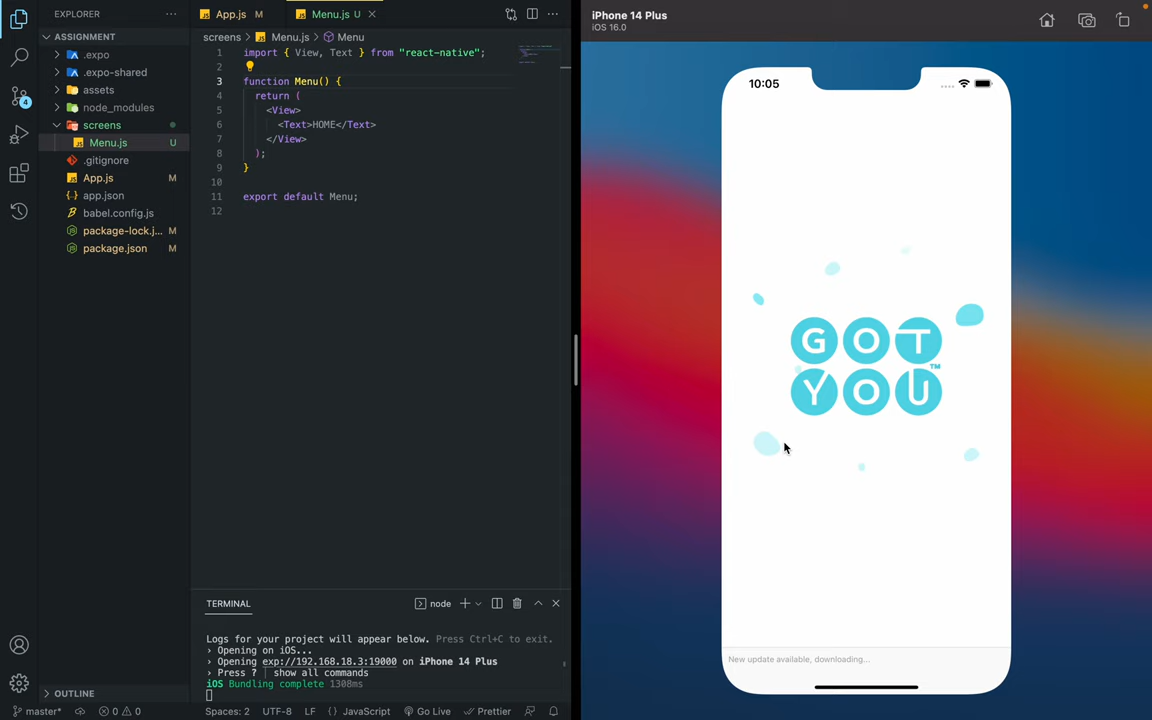 EXPLORER
ASSIGNMENT
.expo
.expo-shared
assets
node_modules
screens
Menu.js U
.gitignore
App.js M
app.json
babel.config.js
package-lock.j... M
package.json M
OUTLINE
4
App.js M
Menu.js U
screens > Menu.js > Menu
1 import { View, Text } from "react-native";
2
3 function Menu() {
4 return (
5 <View>
6 <Text>HOME</Text>
7 </View>
8 );
9 }
10
11 export default Menu;
12
TERMINAL
node
Logs for your project will appear below. Press Ctrl+C to exit.
› Opening on iOS...
› Opening exp://192.168.18.3:19000 on iPhone 14 Plus
› Press ? | show all commands
iOS Bundling complete 1308ms
master* 0 0 Spaces: 2 UTF-8 LF JavaScript Go Live Prettier
iPhone 14 Plus
iOS 16.0
10:05
GOT
YOU™
New update available, downloading...